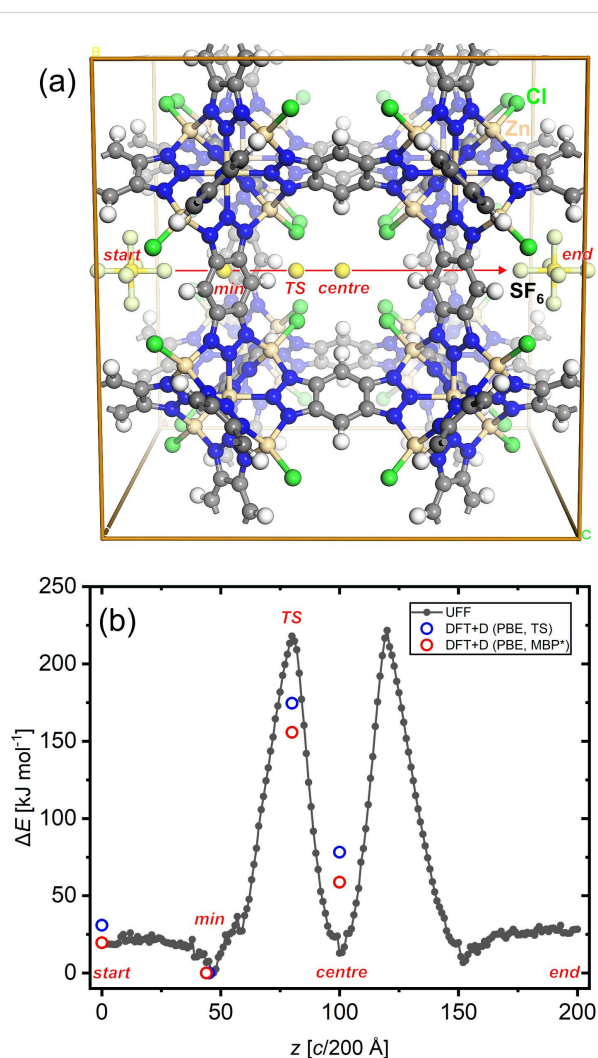 B
(a)
Cl
Zn
start
end
min
TS
centre
SF6
A
C
(b)
TS
UFF
DFT+D (PBE, TS)
DFT+D (PBE, MBP*)
250
200
150
100
50
0
ΔE [kJ mol-1]
min
start
centre
end
0
50
100
150
200
z [c/200 Å]